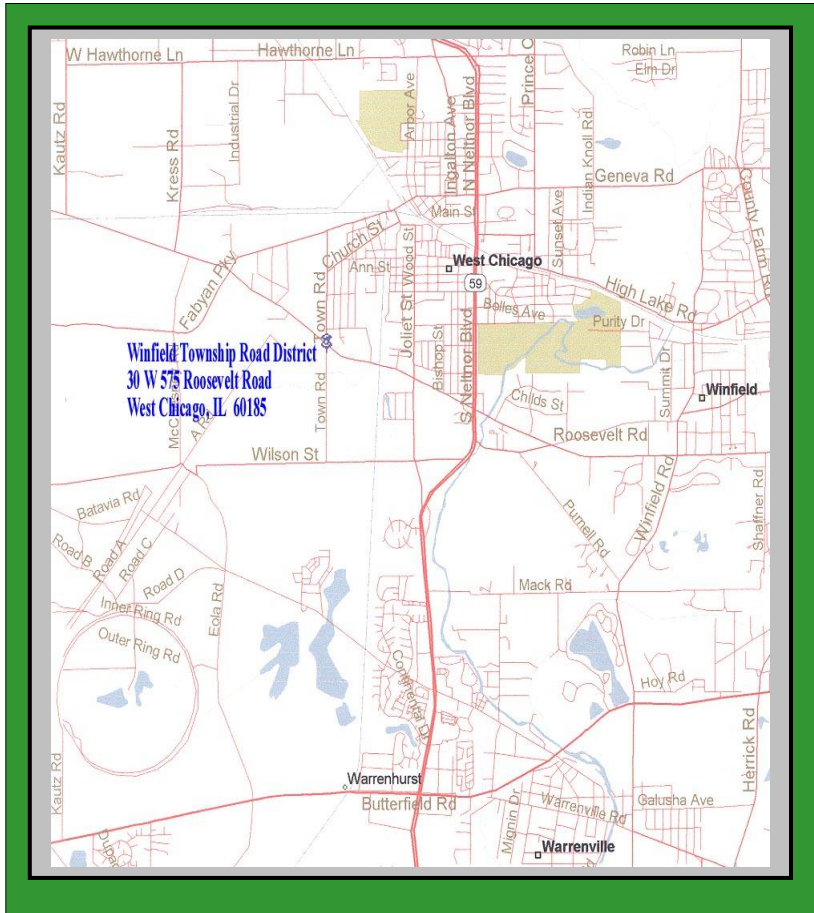 W Hawthorne Ln
Hawthorne Ln
Robin Ln
Elm Dr
Kautz Rd
Kress Rd
Industrial Dr
Arbor Ave
Ingalton Ave
N Neltnor Blvd
Prince C
Indian Knoll Rd
Geneva Rd
County Farm Rd
Main St
Sunset Ave
Church St
Ann St
Wood St
West Chicago
59
High Lake Rd
Fabyan Pky
Town Rd
Joliet St
Bishop St
S Neltnor Blvd
Bolles Ave
Purity Dr
Winfield Township Road District
30 W 575 Roosevelt Road
West Chicago, IL 60185
Town Rd
Childs St
Summit Dr
Winfield
Roosevelt Rd
Wilson St
Winfield Rd
Shaffner Rd
Batavia Rd
Road B
Road A
Road C
Road D
Purnell Rd
Mack Rd
Inner Ring Rd
Outer Ring Rd
Eola Rd
Continental Dr
Hoy Rd
Kautz Rd
Warrenhurst
Butterfield Rd
Mignin Dr
Warrenville Rd
Galusha Ave
Herrick Rd
Warrenville